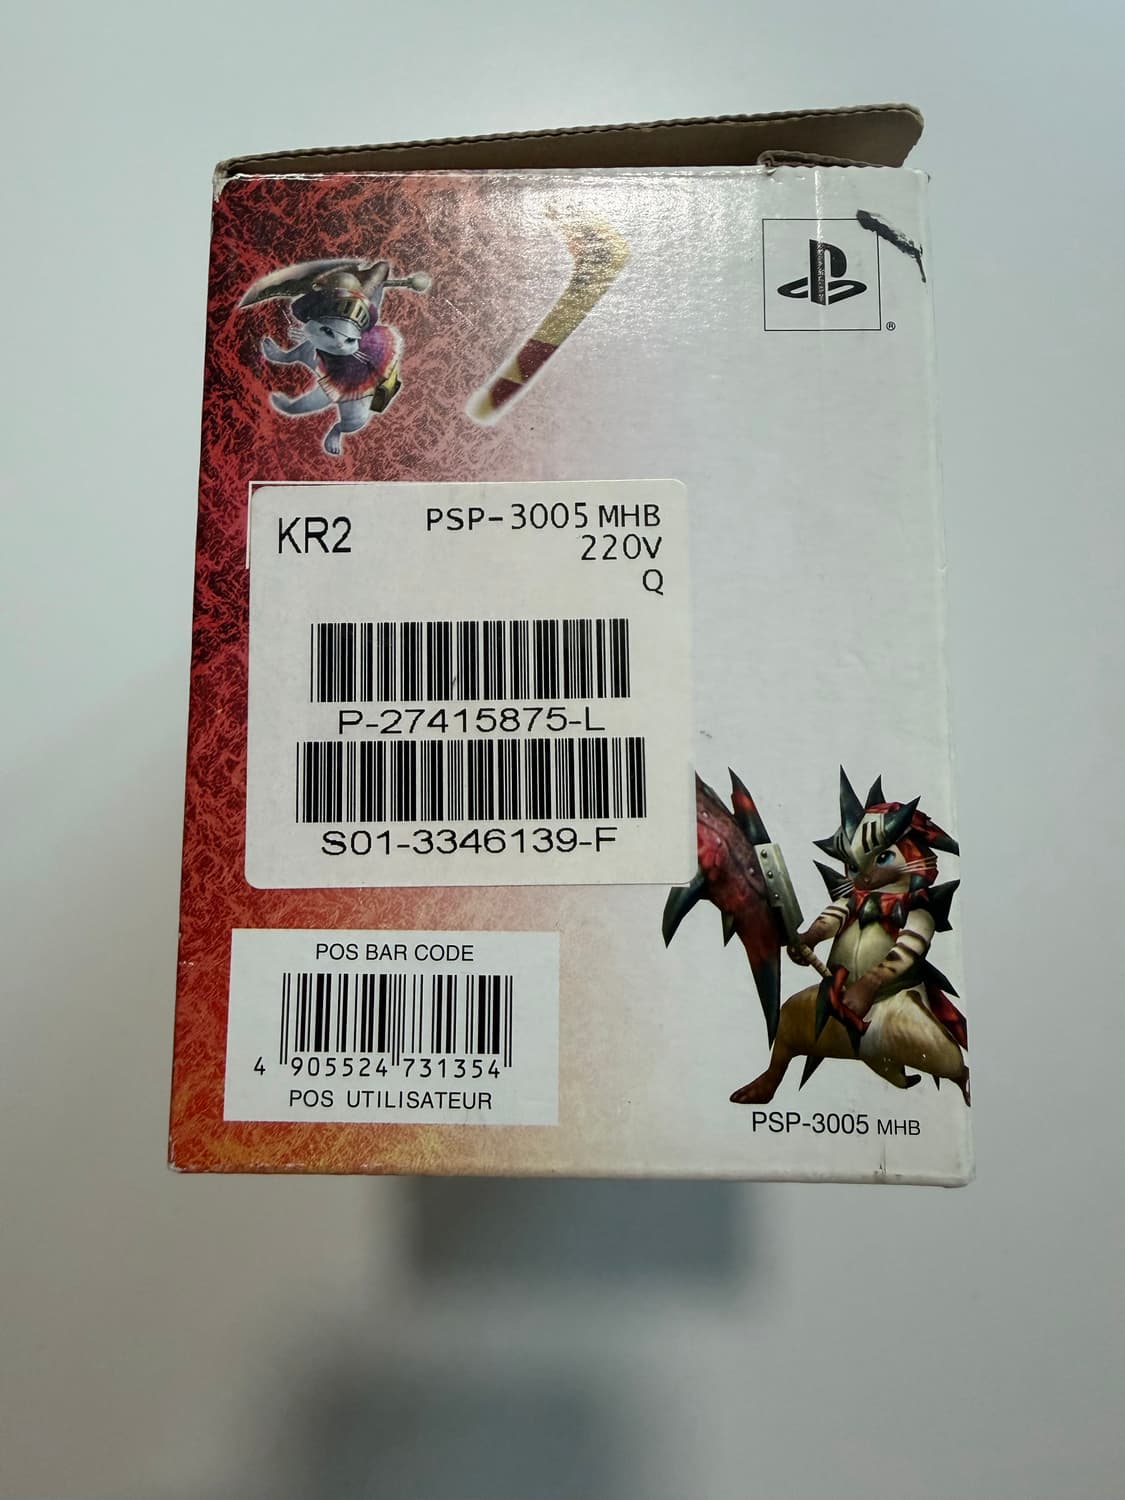 ®
KR2 PSP-3005 MHB
220V
Q
P-27415875-L
S01-3346139-F
POS BAR CODE
4 905524 731354
POS UTILISATEUR
PSP-3005 MHB